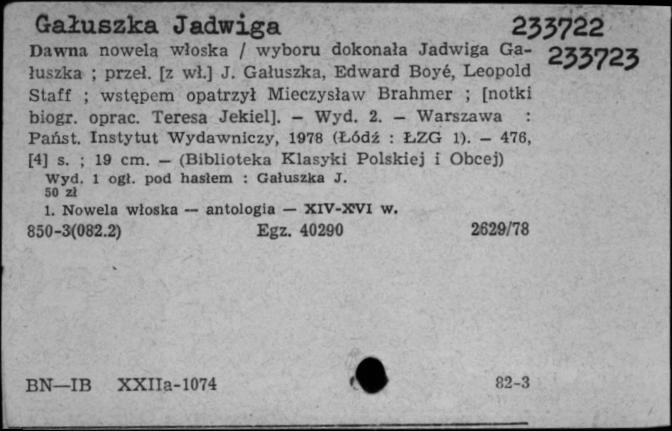 Gałuszka Jadwiga 233722
Dawna nowela włoska / wyboru dokonała Jadwiga Ga- 233723
łuszka ; przeł. [z wł.] J. Gałuszka, Edward Boyé, Leopold
Staff ; wstępem opatrzył Mieczysław Brahmer ; [notki
biogr. oprac. Teresa Jekiel]. — Wyd. 2. — Warszawa :
Państ. Instytut Wydawniczy, 1978 (Łódź : ŁZG 1). — 476,
[4] s. ; 19 cm. — (Biblioteka Klasyki Polskiej i Obcej)
Wyd. 1 ogł. pod hasłem : Gałuszka J.
50 zł
1. Nowela włoska — antologia — XIV-XVI w.
850-3(082.2) Egz. 40290 2629/78
BN—IB XXIIa-1074 82-3